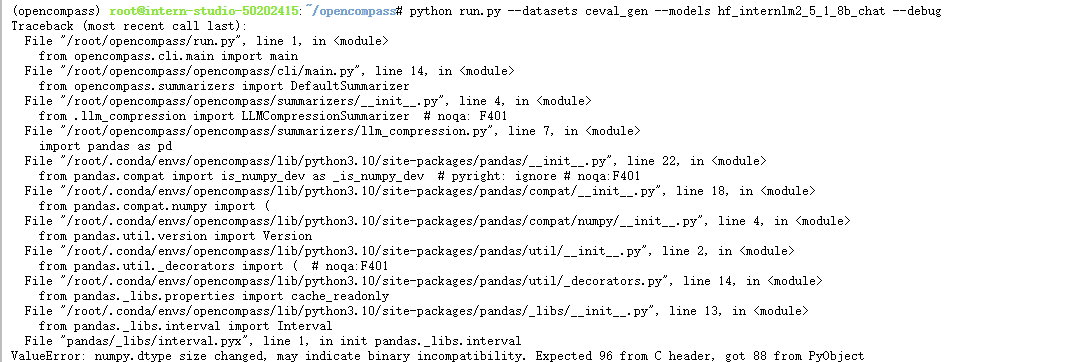 (opencompass) root@intern-studio-50202415:~/opencompass# python run.py --datasets ceval_gen --models hf_internlm2_5_1_8b_chat --debug
Traceback (most recent call last):
  File "/root/opencompass/run.py", line 1, in <module>
    from opencompass.cli.main import main
  File "/root/opencompass/opencompass/cli/main.py", line 14, in <module>
    from opencompass.summarizers import DefaultSummarizer
  File "/root/opencompass/opencompass/summarizers/__init__.py", line 4, in <module>
    from .llm_compression import LLMCompressionSummarizer  # noqa: F401
  File "/root/opencompass/opencompass/summarizers/llm_compression.py", line 7, in <module>
    import pandas as pd
  File "/root/.conda/envs/opencompass/lib/python3.10/site-packages/pandas/__init__.py", line 22, in <module>
    from pandas.compat import is_numpy_dev as _is_numpy_dev  # pyright: ignore # noqa:F401
  File "/root/.conda/envs/opencompass/lib/python3.10/site-packages/pandas/compat/__init__.py", line 18, in <module>
    from pandas.compat.numpy import (
  File "/root/.conda/envs/opencompass/lib/python3.10/site-packages/pandas/compat/numpy/__init__.py", line 4, in <module>
    from pandas.util.version import Version
  File "/root/.conda/envs/opencompass/lib/python3.10/site-packages/pandas/util/__init__.py", line 2, in <module>
    from pandas.util._decorators import (  # noqa:F401
  File "/root/.conda/envs/opencompass/lib/python3.10/site-packages/pandas/util/_decorators.py", line 14, in <module>
    from pandas._libs.properties import cache_readonly
  File "/root/.conda/envs/opencompass/lib/python3.10/site-packages/pandas/_libs/__init__.py", line 13, in <module>
    from pandas._libs.interval import Interval
  File "pandas/_libs/interval.pyx", line 1, in init pandas._libs.interval
ValueError: numpy.dtype size changed, may indicate binary incompatibility. Expected 96 from C header, got 88 from PyObject